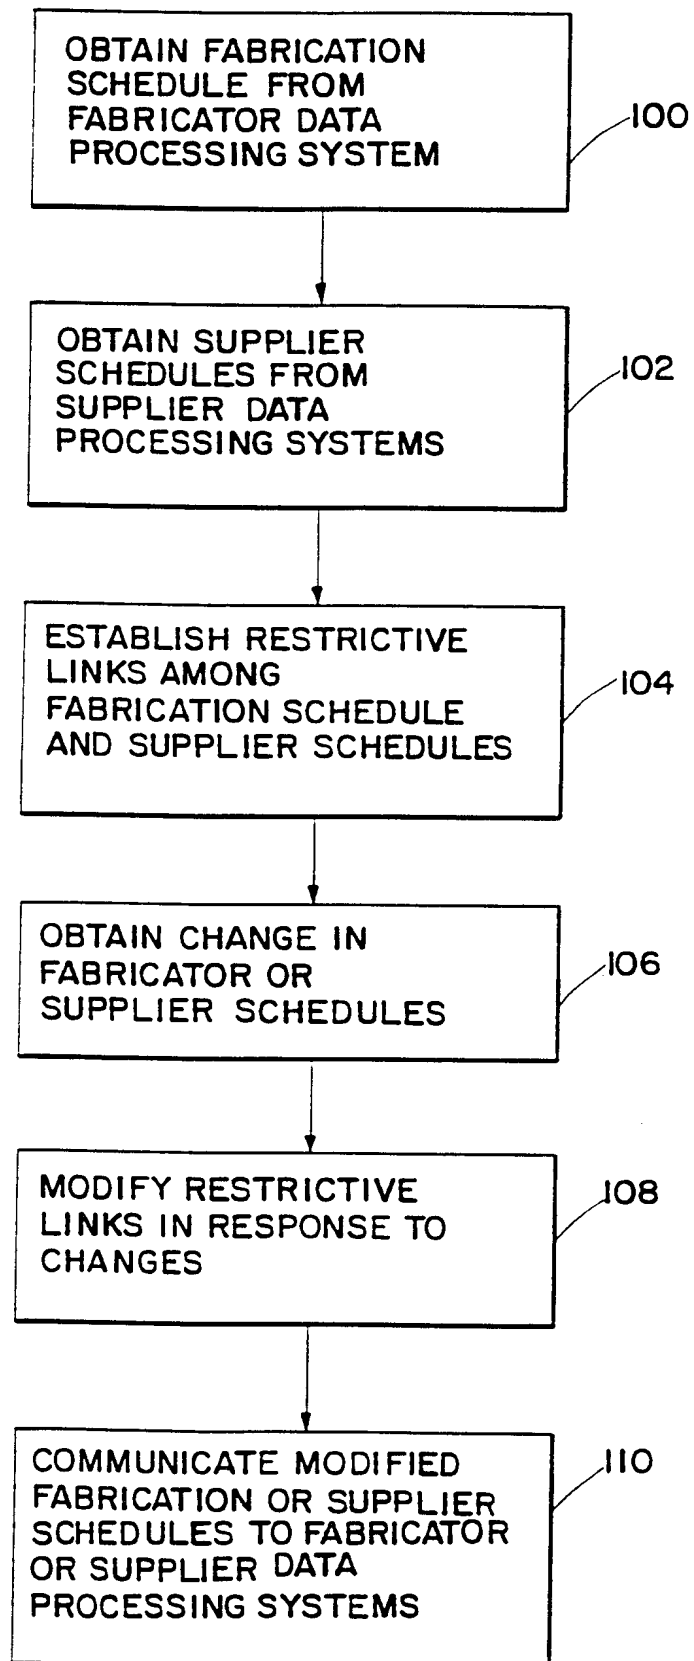 OBTAIN FABRICATION
SCHEDULE FROM
FABRICATOR DATA
PROCESSING SYSTEM
100
OBTAIN SUPPLIER
SCHEDULES FROM
SUPPLIER DATA
PROCESSING SYSTEMS
102
ESTABLISH RESTRICTIVE
LINKS AMONG
FABRICATION SCHEDULE
AND SUPPLIER SCHEDULES
104
OBTAIN CHANGE IN
FABRICATOR OR
SUPPLIER SCHEDULES
106
MODIFY RESTRICTIVE
LINKS IN RESPONSE TO
CHANGES
108
COMMUNICATE MODIFIED
FABRICATION OR SUPPLIER
SCHEDULES TO FABRICATOR
OR SUPPLIER DATA
PROCESSING SYSTEMS
110